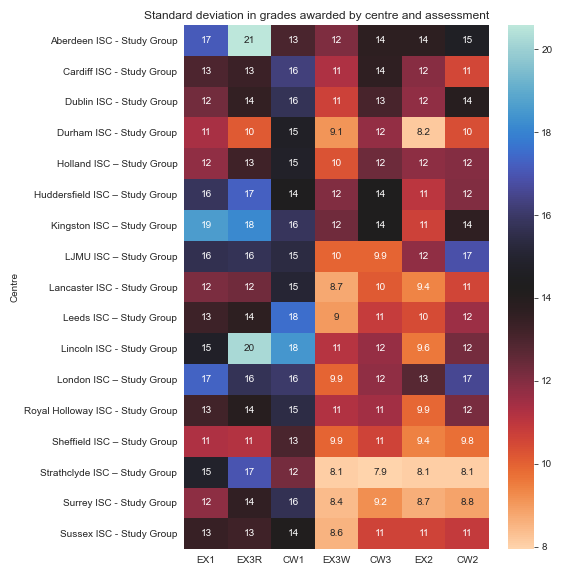 Standard deviation in grades awarded by centre and assessment
Aberdeen ISC - Study Group 17 21 13 12 14 14 15
Cardiff ISC - Study Group 13 13 16 11 14 12 11
Dublin ISC - Study Group 12 14 16 11 13 12 14
Durham ISC - Study Group 11 10 15 9.1 12 8.2 10
Holland ISC – Study Group 12 13 15 10 12 12 12
Huddersfield ISC – Study Group 16 17 14 12 14 11 12
Kingston ISC – Study Group 19 18 16 12 14 11 14
LJMU ISC - Study Group 16 16 15 10 9.9 12 17
Lancaster ISC - Study Group 12 12 15 8.7 10 9.4 11
Leeds ISC – Study Group 13 14 18 9 11 10 12
Lincoln ISC - Study Group 15 20 18 11 12 9.6 12
London ISC – Study Group 17 16 16 9.9 12 13 17
Royal Holloway ISC - Study Group 13 14 15 11 11 9.9 12
Sheffield ISC – Study Group 11 11 13 9.9 11 9.4 9.8
Strathclyde ISC – Study Group 15 17 12 8.1 7.9 8.1 8.1
Surrey ISC - Study Group 12 14 16 8.4 9.2 8.7 8.8
Sussex ISC - Study Group 13 13 14 8.6 11 11 11
EX1 EX3R CW1 EX3W CW3 EX2 CW2
Centre
20
18
16
14
12
10
8